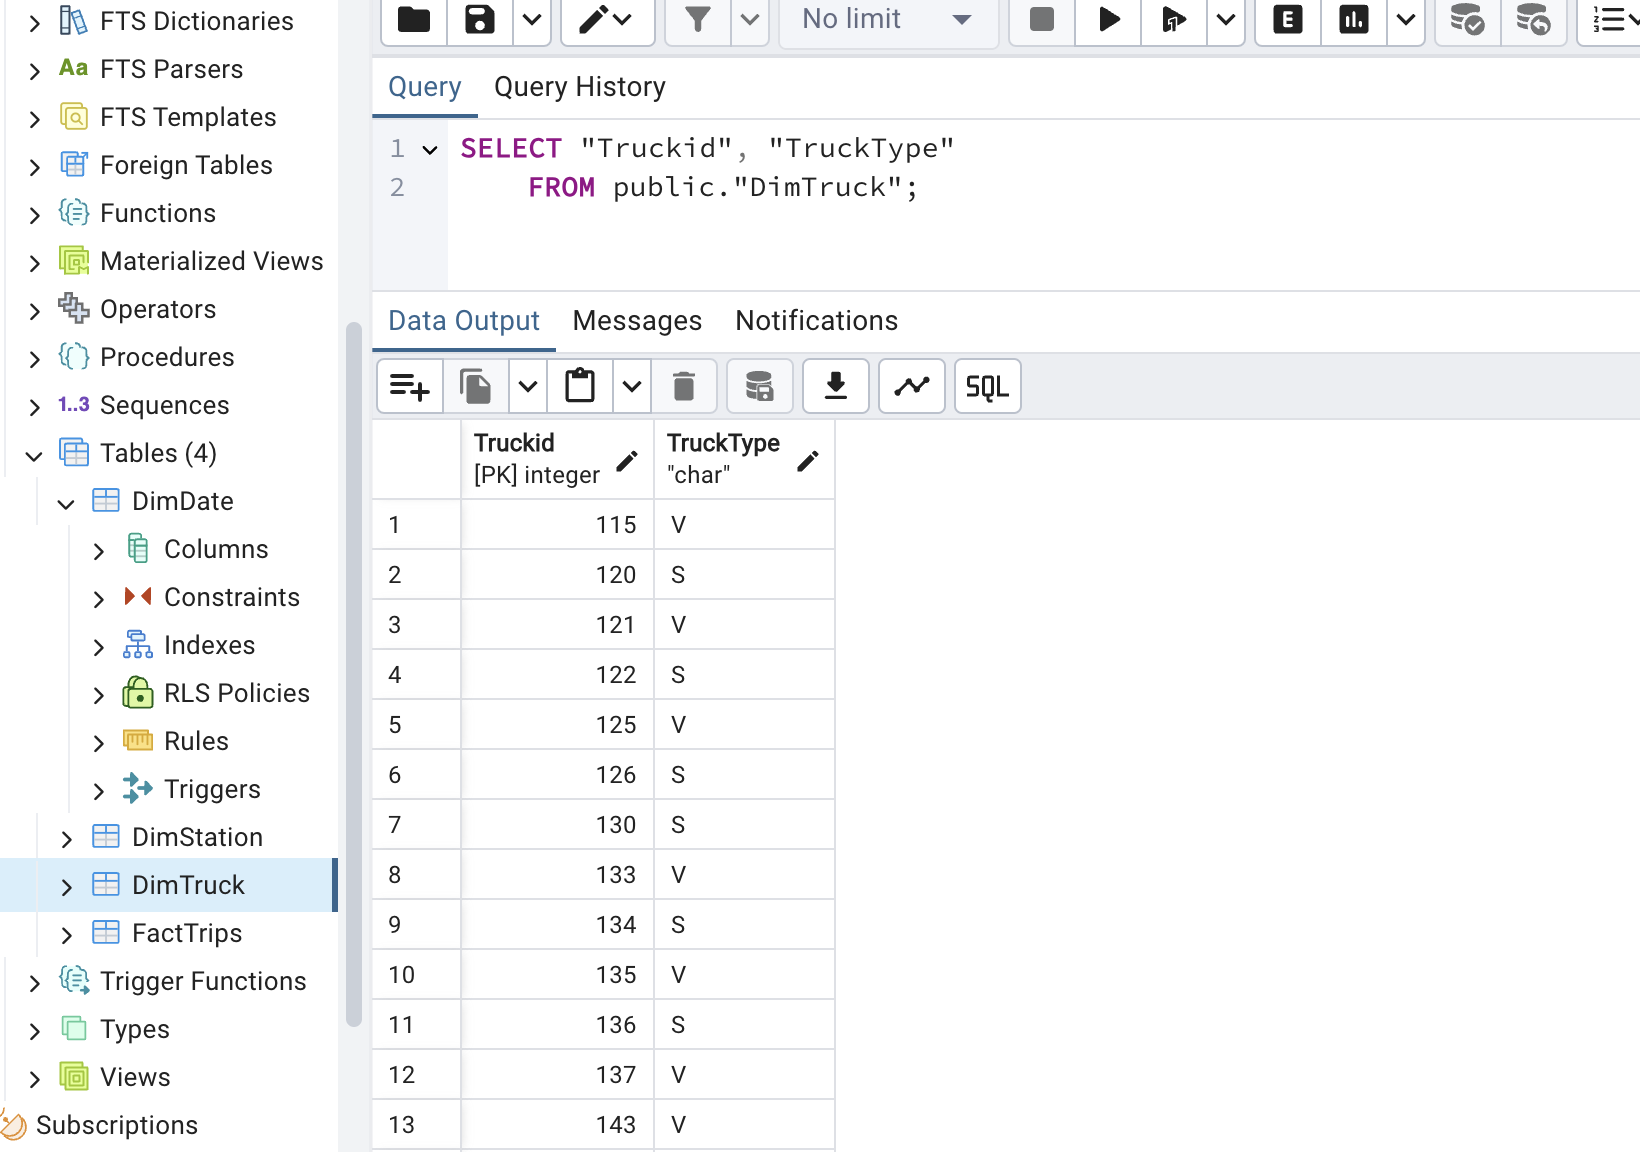 FTS Dictionaries
Aa FTS Parsers
FTS Templates
Foreign Tables
Functions
Materialized Views
Operators
Procedures
1..3 Sequences
Tables (4)
DimDate
Columns
Constraints
Indexes
RLS Policies
Rules
Triggers
DimStation
DimTruck
FactTrips
Trigger Functions
Types
Views
Subscriptions
No limit
E
Query Query History
1 SELECT "Truckid", "TruckType"
2 FROM public."DimTruck";
Data Output Messages Notifications
SQL
Truckid TruckType
[PK] integer "char"
1 115 V
2 120 S
3 121 V
4 122 S
5 125 V
6 126 S
7 130 S
8 133 V
9 134 S
10 135 V
11 136 S
12 137 V
13 143 V